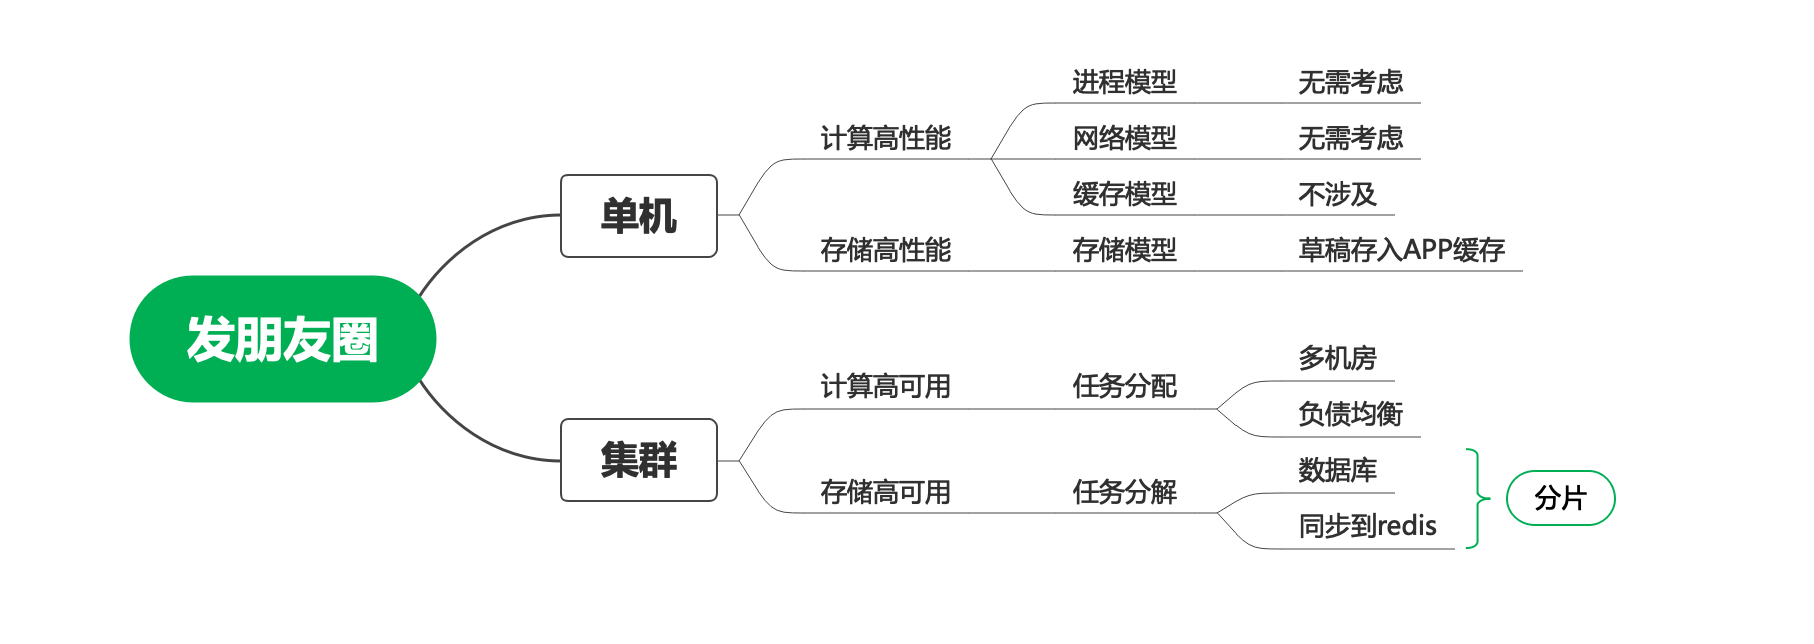 发朋友圈
单机
计算高性能
进程模型
无需考虑
网络模型
无需考虑
缓存模型
不涉及
存储高性能
存储模型
草稿存入APP缓存
集群
计算高可用
任务分配
多机房
负债均衡
存储高可用
任务分解
数据库
同步到redis
分片